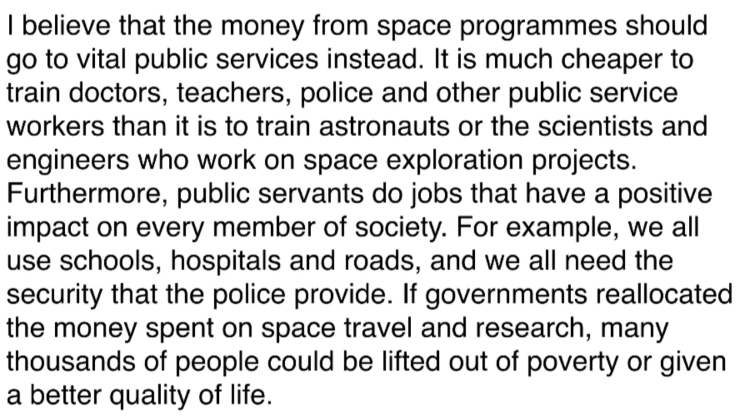 I believe that the money from space programmes should
go to vital public services instead. It is much cheaper to
train doctors, teachers, police and other public service
workers than it is to train astronauts or the scientists and
engineers who work on space exploration projects.
Furthermore, public servants do jobs that have a positive
impact on every member of society. For example, we all
use schools, hospitals and roads, and we all need the
security that the police provide. If governments reallocated
the money spent on space travel and research, many
thousands of people could be lifted out of poverty or given
a better quality of life.